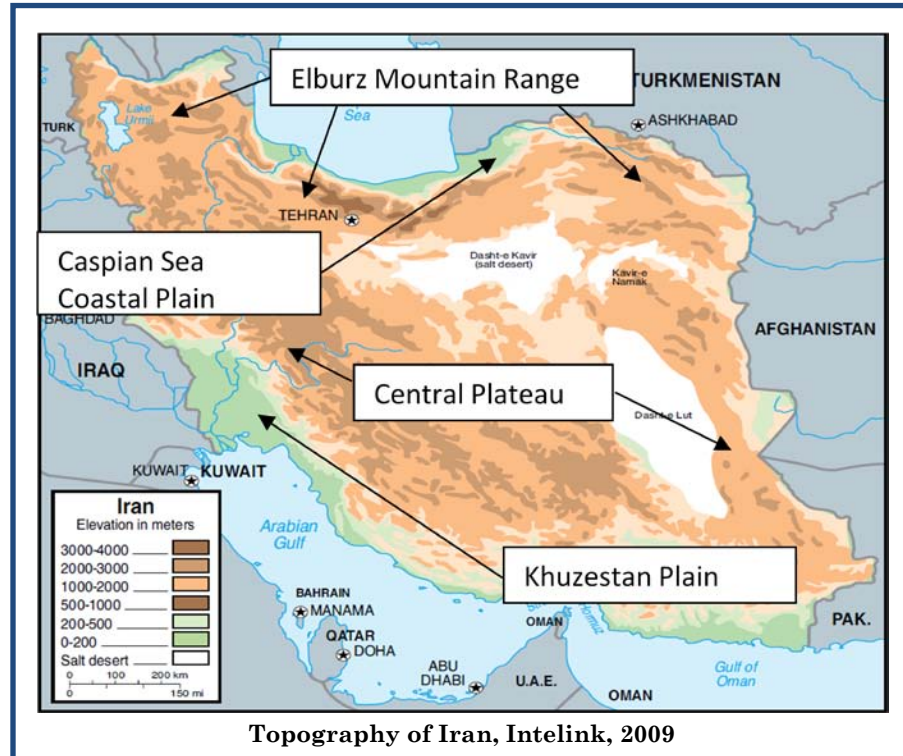 Elburz Mountain Range
TURKMENISTAN
ASHKHABAD
Lake
Urmii
Sea
TURK
TEHRAN
Caspian Sea
Coastal Plain
Dasht-e Kavir
(salt desert)
Kavir-e
Namak
BAGHDAD
AFGHANISTAN
IRAQ
Central Plateau
Dasht-e Lut
KUWAIT
KUWAIT
Iran
Elevation in meters
3000-4000
2000-3000
1000-2000
500-1000
200-500
0-200
Salt desert
0 100 200 km
0 150 mi
Arabian
Gulf
Khuzestan Plain
BAHRAIN
MANAMA
QATAR
DOHA
ABU
DHABI
U.A.E.
OMAN
Hormuz
OMAN
Gulf of
Oman
PAK.
Topography of Iran, Intelink, 2009